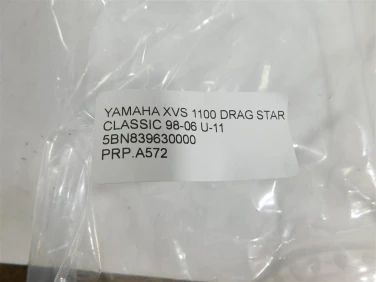 YAMAHA XVS 1100 DRAG STAR
CLASSIC 98-06 U-11
5BN839630000
PRP.A572